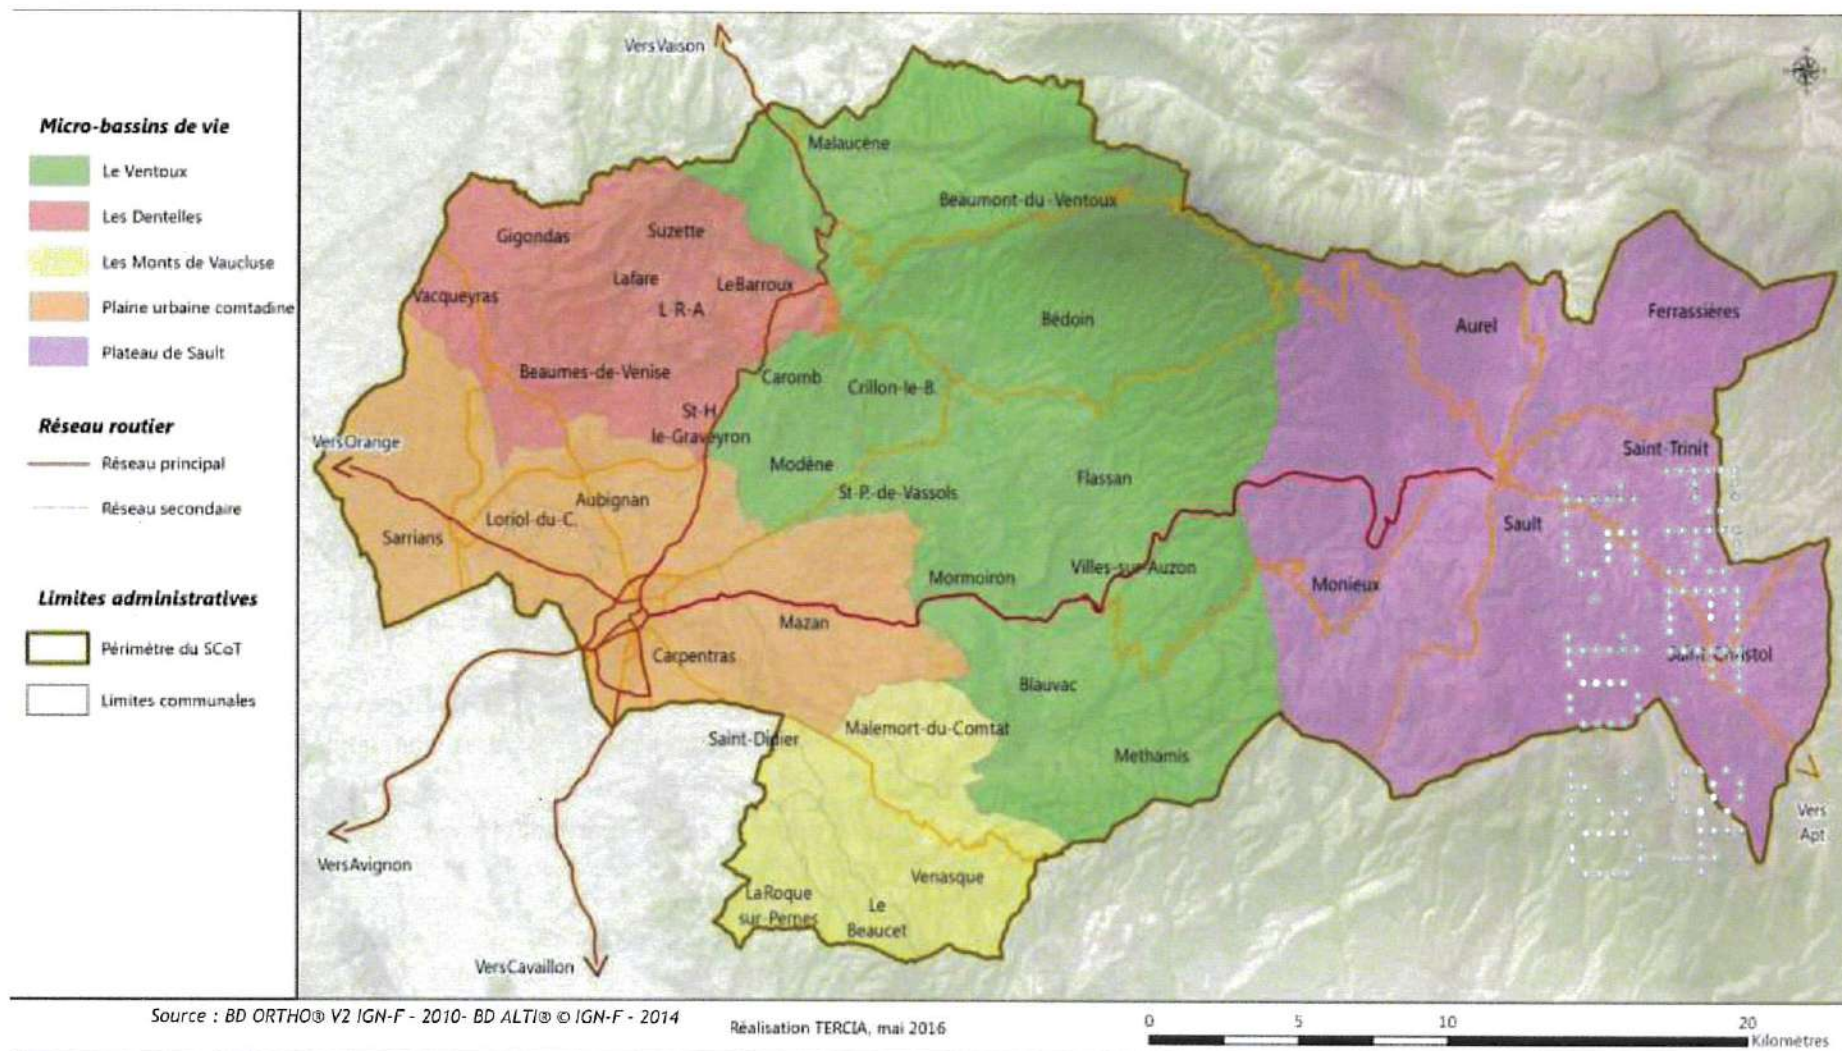 Micro-bassins de vie
Le Ventoux
Les Dentelles
Les Monts de Vaucluse
Plaine urbaine comtadine
Plateau de Sault
Réseau routier
Réseau principal
Réseau secondaire
Limites administratives
Périmètre du SCoT
Limites communales
Vers Vaison
Malaucène
Beaumont-du-Ventoux
Gigondas
Suzette
Lafare
Le Barroux
Vacqueyras
L-R-A
Bédoin
Aurel
Ferrassières
Beaumes-de-Venise
Caromb
Crillon-le-B.
St-H
le-Graveyron
Vers Orange
Modène
Flassan
Saint-Trinit
St-P.-de-Vassols
Aubignan
Loriol-du-C.
Sarrians
Sault
Mormoiron
Villes-sur-Auzon
Monieux
Mazan
Carpentras
Saint-Christol
Blauvac
Malemort-du-Comtat
Saint-Didier
Methamis
Vers
Apt
Vers Avignon
Venasque
La Roque
sur-Pernes
Le
Beaucet
Vers Cavaillon
Source : BD ORTHO® V2 IGN-F - 2010- BD ALTI® © IGN-F - 2014
Réalisation TERCIA, mai 2016
0 5 10 20
Kilomètres